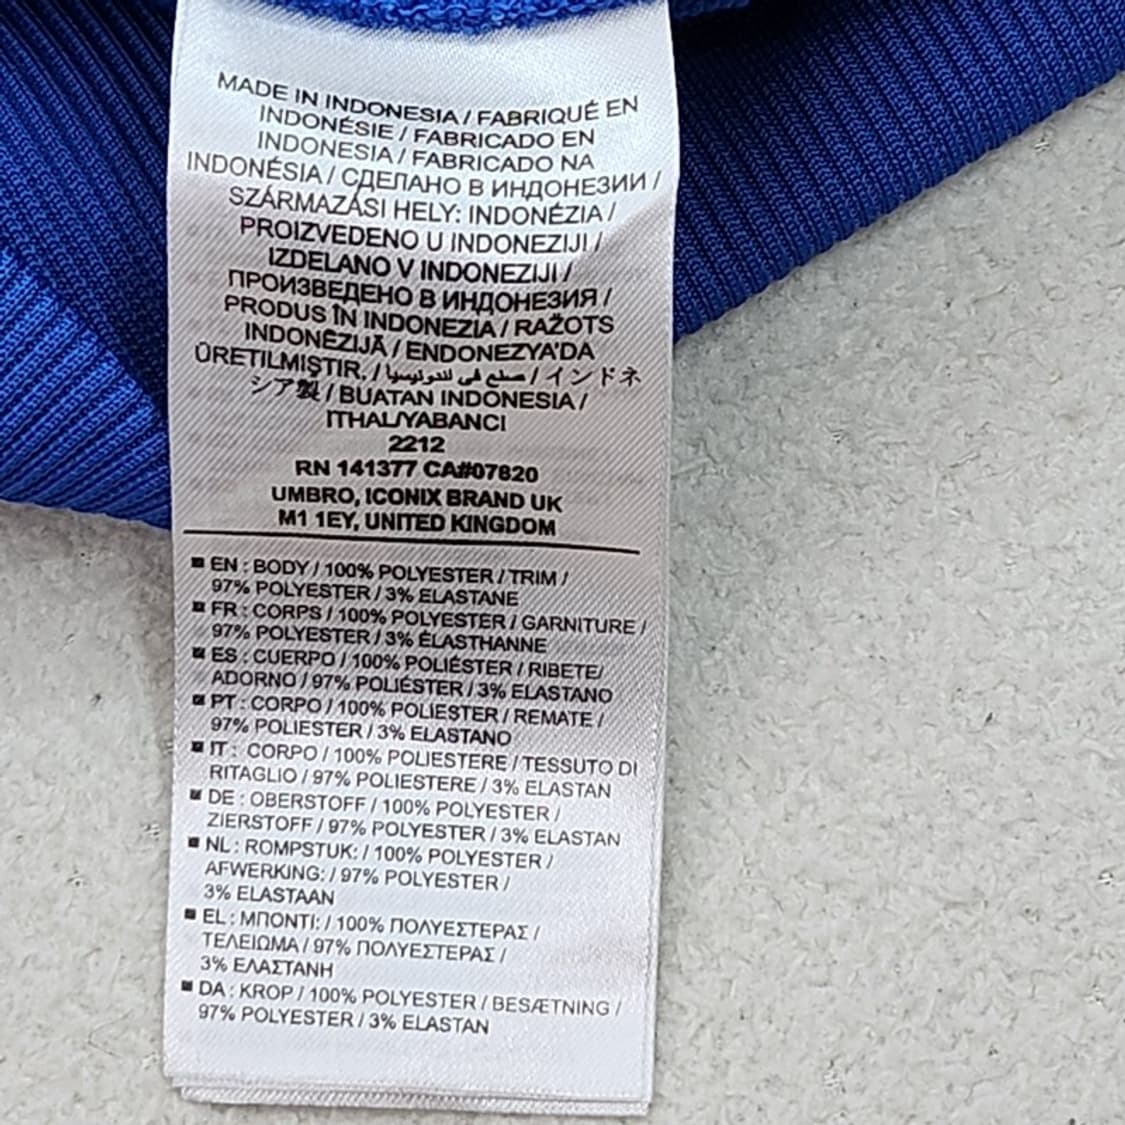 MADE IN INDONESIA / FABRIQUÉ EN
INDONÉSIE / FABRICADO EN
INDONESIA / FABRICADO NA
INDONÉSIA / СДЕЛАНО В ИНДОНЕЗИИ /
SZÁRMAZÁSI HELY: INDONÉZIA /
PROIZVEDENO U INDONEZIJI /
IZDELANO V INDONEZIJI /
ПРОИЗВЕДЕНО В ИНДОНЕЗИЯ /
PRODUS ÎN INDONEZIA / RAŽOTS
INDONĒZIJĀ / ENDONEZYA'DA
ÜRETILMIŞTIR. / صنع في اندونيسيا / インドネ
シア製 / BUATAN INDONESIA /
ITHAL/YABANCI
2212
RN 141377 CA#07820
UMBRO, ICONIX BRAND UK
M1 1EY, UNITED KINGDOM
EN : BODY / 100% POLYESTER / TRIM /
97% POLYESTER / 3% ELASTANE
FR : CORPS / 100% POLYESTER / GARNITURE /
97% POLYESTER / 3% ÉLASTHANNE
ES : CUERPO / 100% POLIÉSTER / RIBETE/
ADORNO / 97% POLIÉSTER / 3% ELASTANO
PT : CORPO / 100% POLIESTER / REMATE /
97% POLIESTER / 3% ELASTANO
IT : CORPO / 100% POLIESTERE / TESSUTO DI
RITAGLIO / 97% POLIESTERE / 3% ELASTAN
DE : OBERSTOFF / 100% POLYESTER /
ZIERSTOFF / 97% POLYESTER / 3% ELASTAN
NL : ROMPSTUK: / 100% POLYESTER /
AFWERKING: / 97% POLYESTER /
3% ELASTAAN
EL : ΜΠΟΝΤΙ: / 100% ΠΟΛΥΕΣΤΕΡΑΣ /
ΤΕΛΕΙΩΜΑ / 97% ΠΟΛΥΕΣΤΕΡΑΣ /
3% ΕΛΑΣΤΑΝΗ
DA : KROP / 100% POLYESTER / BESÆTNING /
97% POLYESTER / 3% ELASTAN